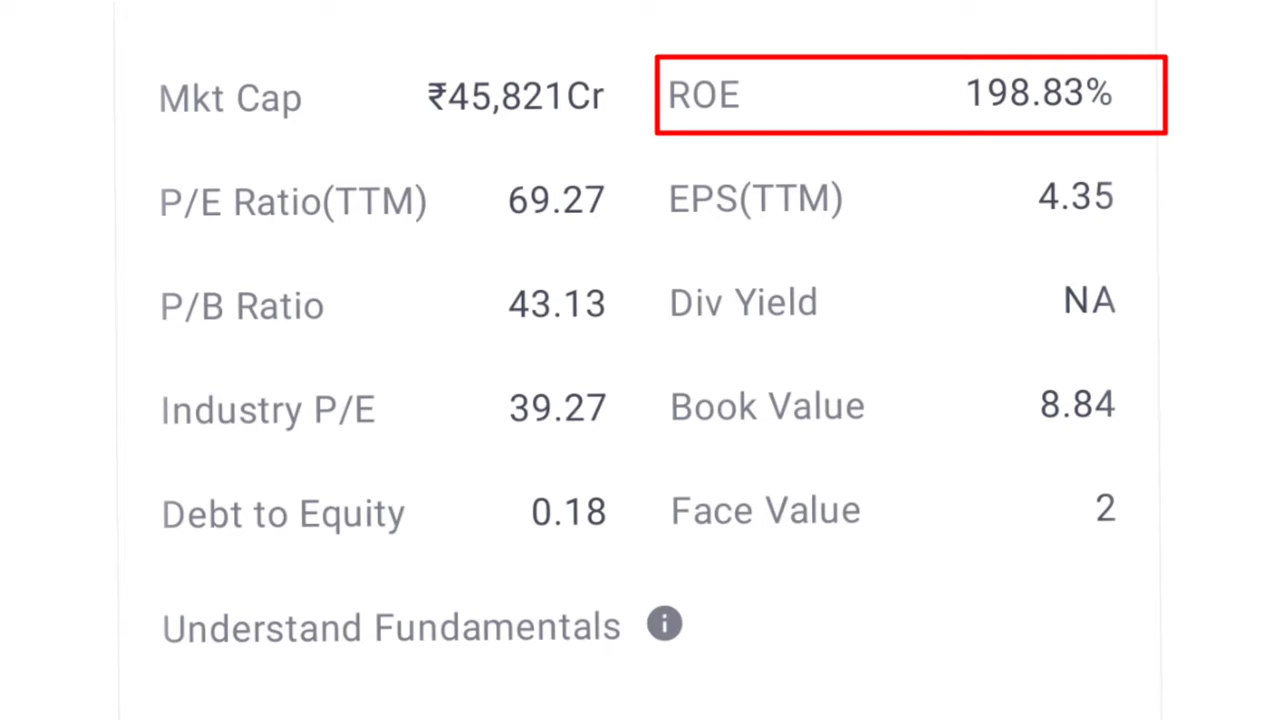 Mkt Cap ₹45,821Cr ROE 198.83%
P/E Ratio(TTM) 69.27 EPS(TTM) 4.35
P/B Ratio 43.13 Div Yield NA
Industry P/E 39.27 Book Value 8.84
Debt to Equity 0.18 Face Value 2
Understand Fundamentals i